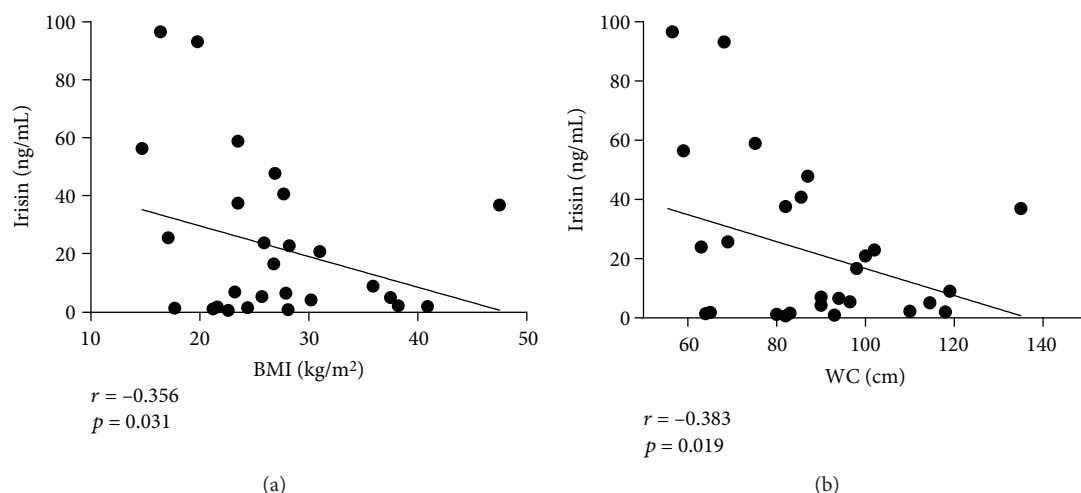 100
80
60
40
20
0
Irisin (ng/mL)
10
20
30
40
50
BMI (kg/m²)
r = –0.356
p = 0.031
(a)
100
80
60
40
20
0
Irisin (ng/mL)
60
80
100
120
140
WC (cm)
r = –0.383
p = 0.019
(b)